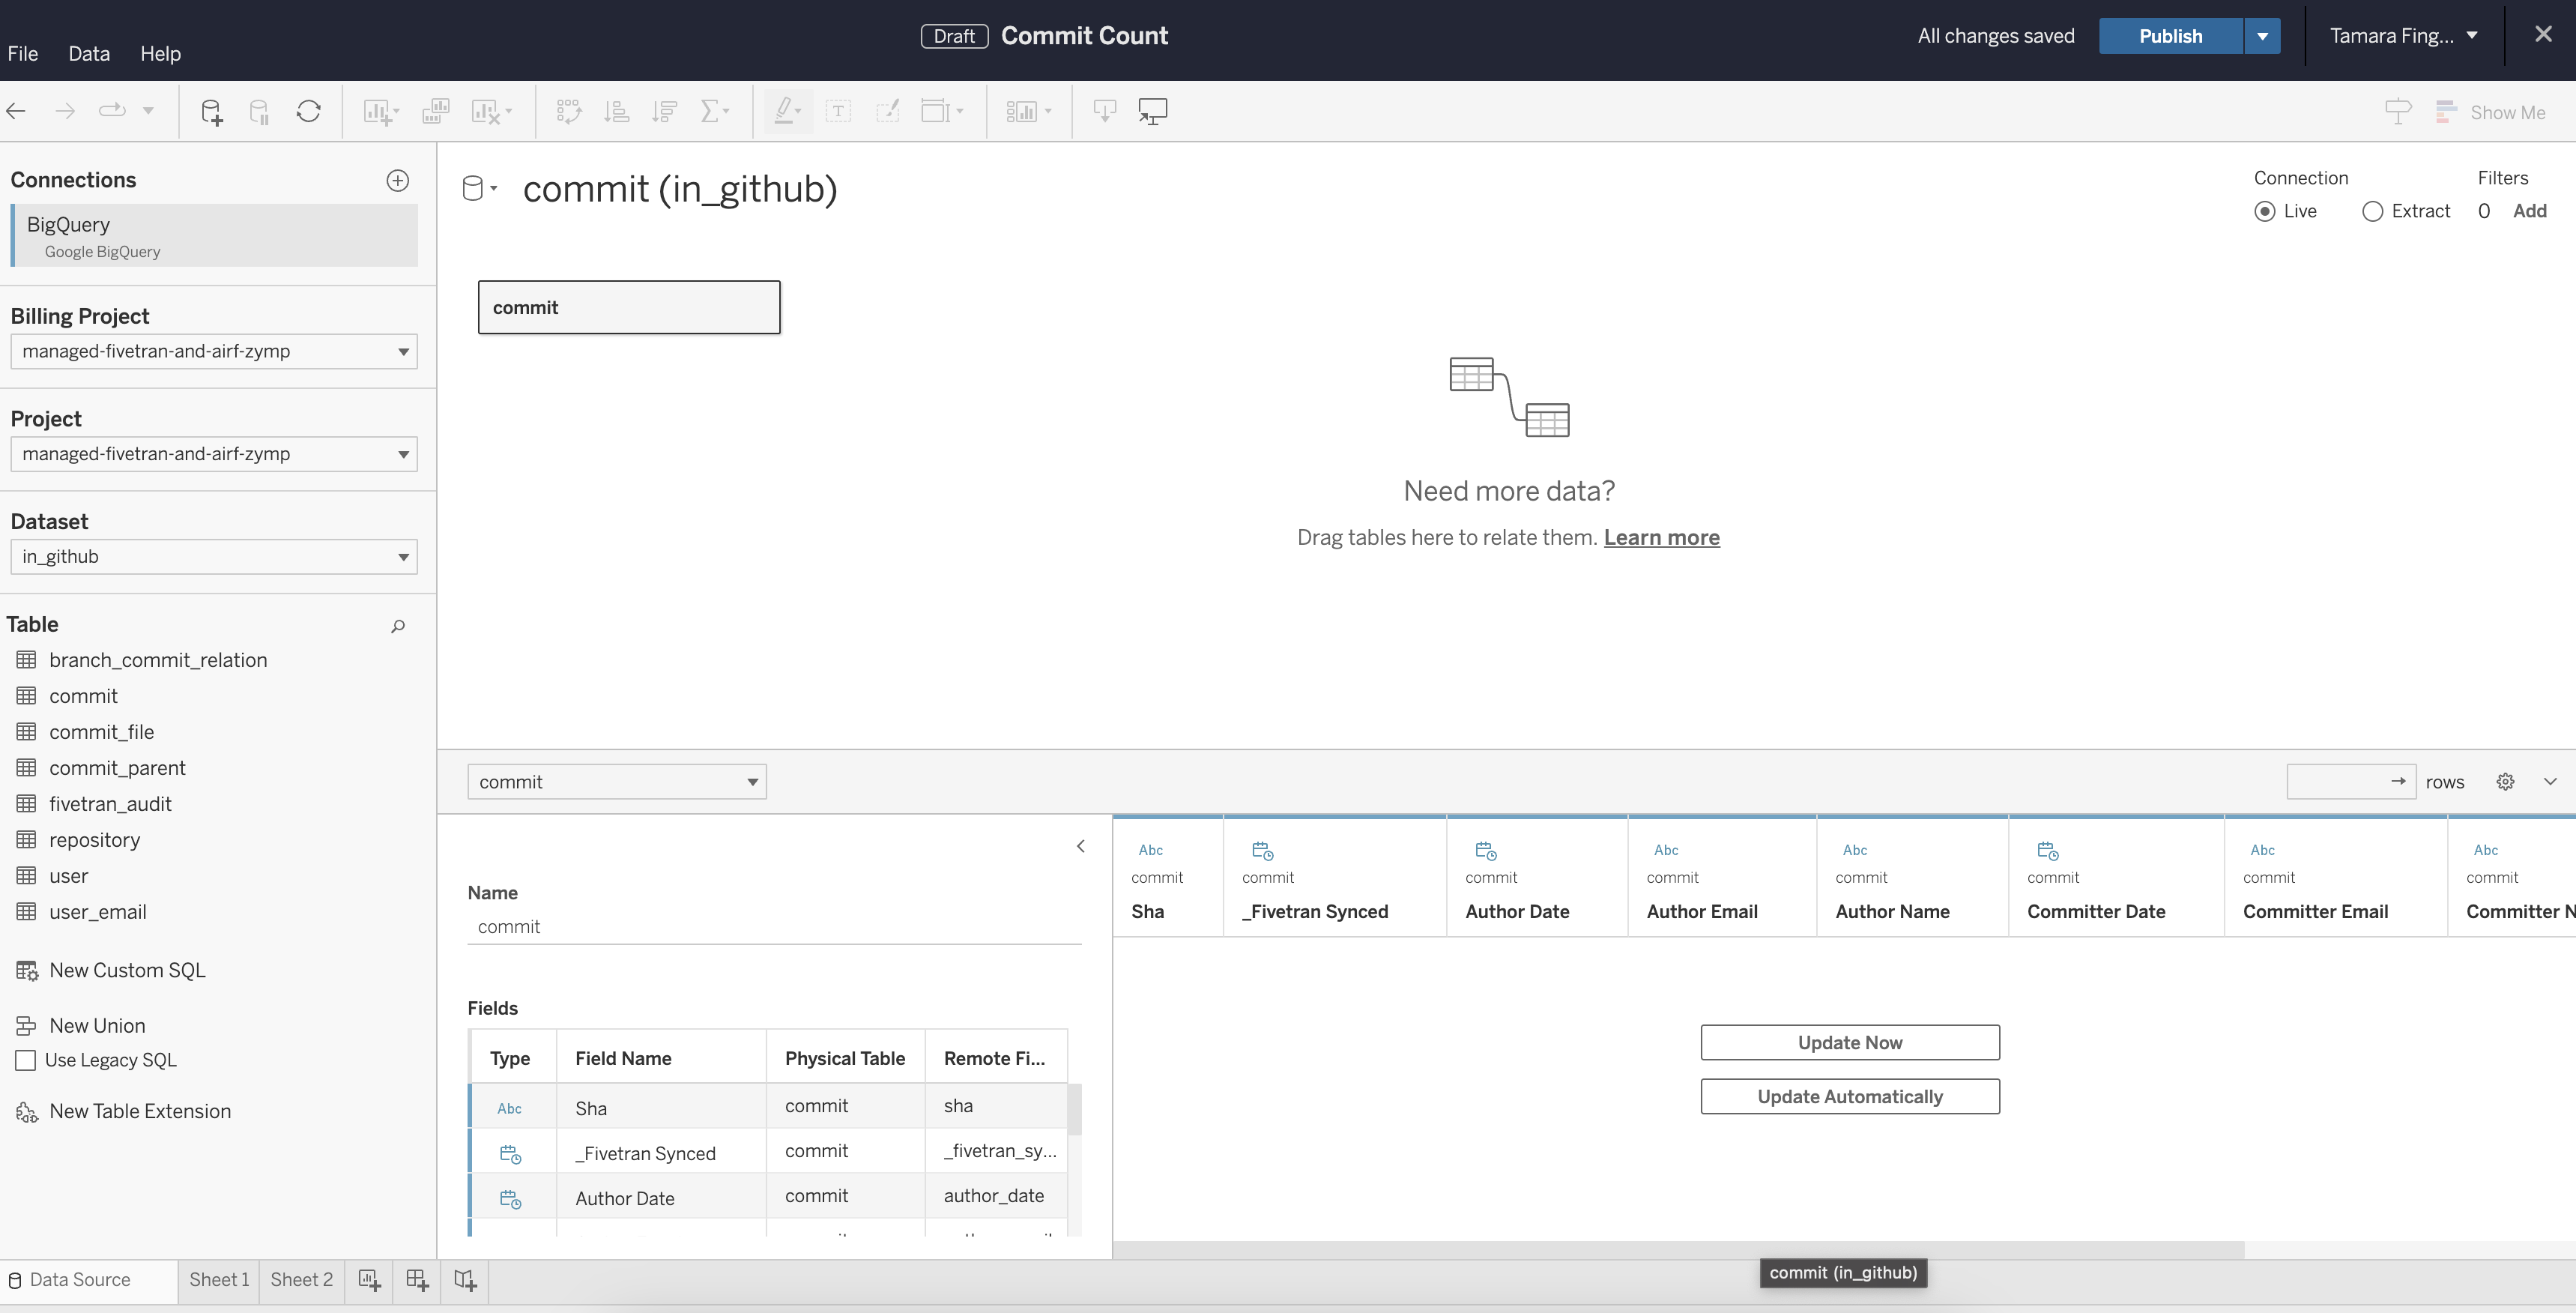 Draft Commit Count
All changes saved
Publish
Tamara Fing...
File Data Help
Show Me
Connections
BigQuery
Google BigQuery
Billing Project
managed-fivetran-and-airf-zymp
Project
managed-fivetran-and-airf-zymp
Dataset
in_github
Table
branch_commit_relation
commit
commit_file
commit_parent
fivetran_audit
repository
user
user_email
New Custom SQL
New Union
Use Legacy SQL
New Table Extension
commit (in_github)
Connection Filters
Live Extract 0 Add
commit
Need more data?
Drag tables here to relate them. Learn more
commit
rows
Name
commit
Fields
Type Field Name Physical Table Remote Fi...
Abc Sha commit sha
_Fivetran Synced commit _fivetran_sy...
Author Date commit author_date
Abc Abc Abc Abc Abc
commit commit commit commit commit commit commit commit
Sha _Fivetran Synced Author Date Author Email Author Name Committer Date Committer Email Committer N
Update Now
Update Automatically
commit (in_github)
Data Source Sheet 1 Sheet 2